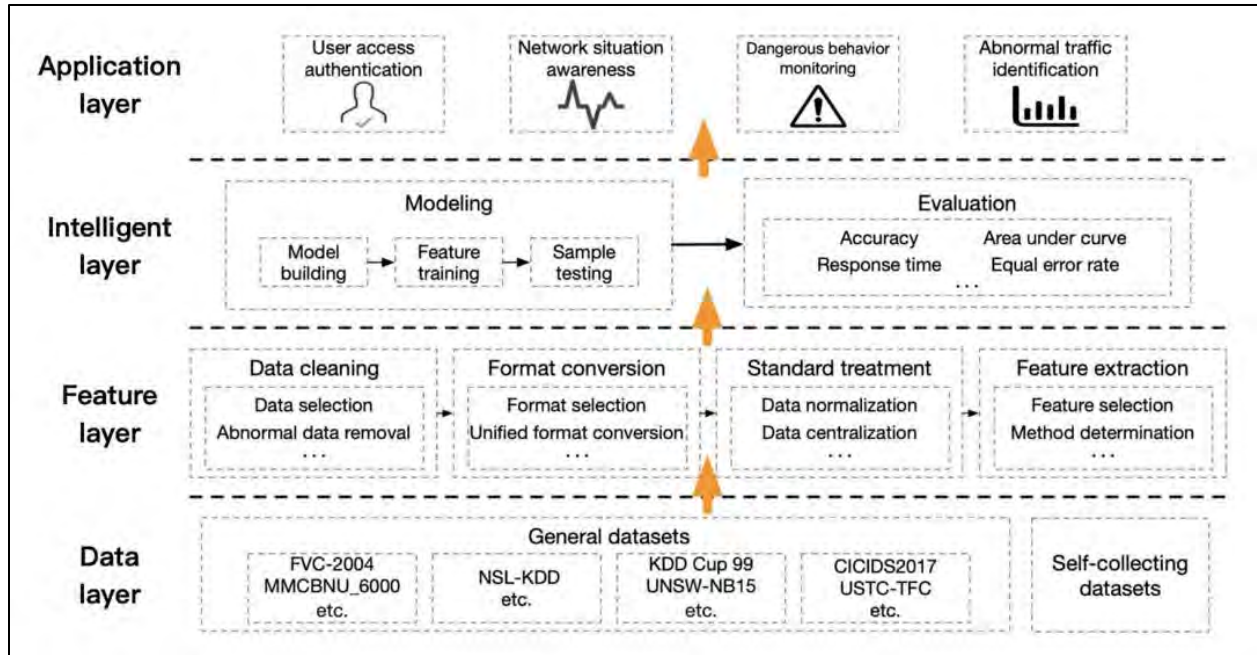 Application
layer
User access
authentication
Network situation
awareness
Dangerous behavior
monitoring
Abnormal traffic
identification
Intelligent
layer
Modeling
Model
building
Feature
training
Sample
testing
Evaluation
Accuracy
Area under curve
Response time
Equal error rate
...
Feature
layer
Data cleaning
Data selection
Abnormal data removal
...
Format conversion
Format selection
Unified format conversion
...
Standard treatment
Data normalization
Data centralization
...
Feature extraction
Feature selection
Method determination
...
Data
layer
General datasets
FVC-2004
MMCBNU_6000
etc.
NSL-KDD
etc.
KDD Cup 99
UNSW-NB15
etc.
CICIDS2017
USTC-TFC
etc.
Self-collecting
datasets